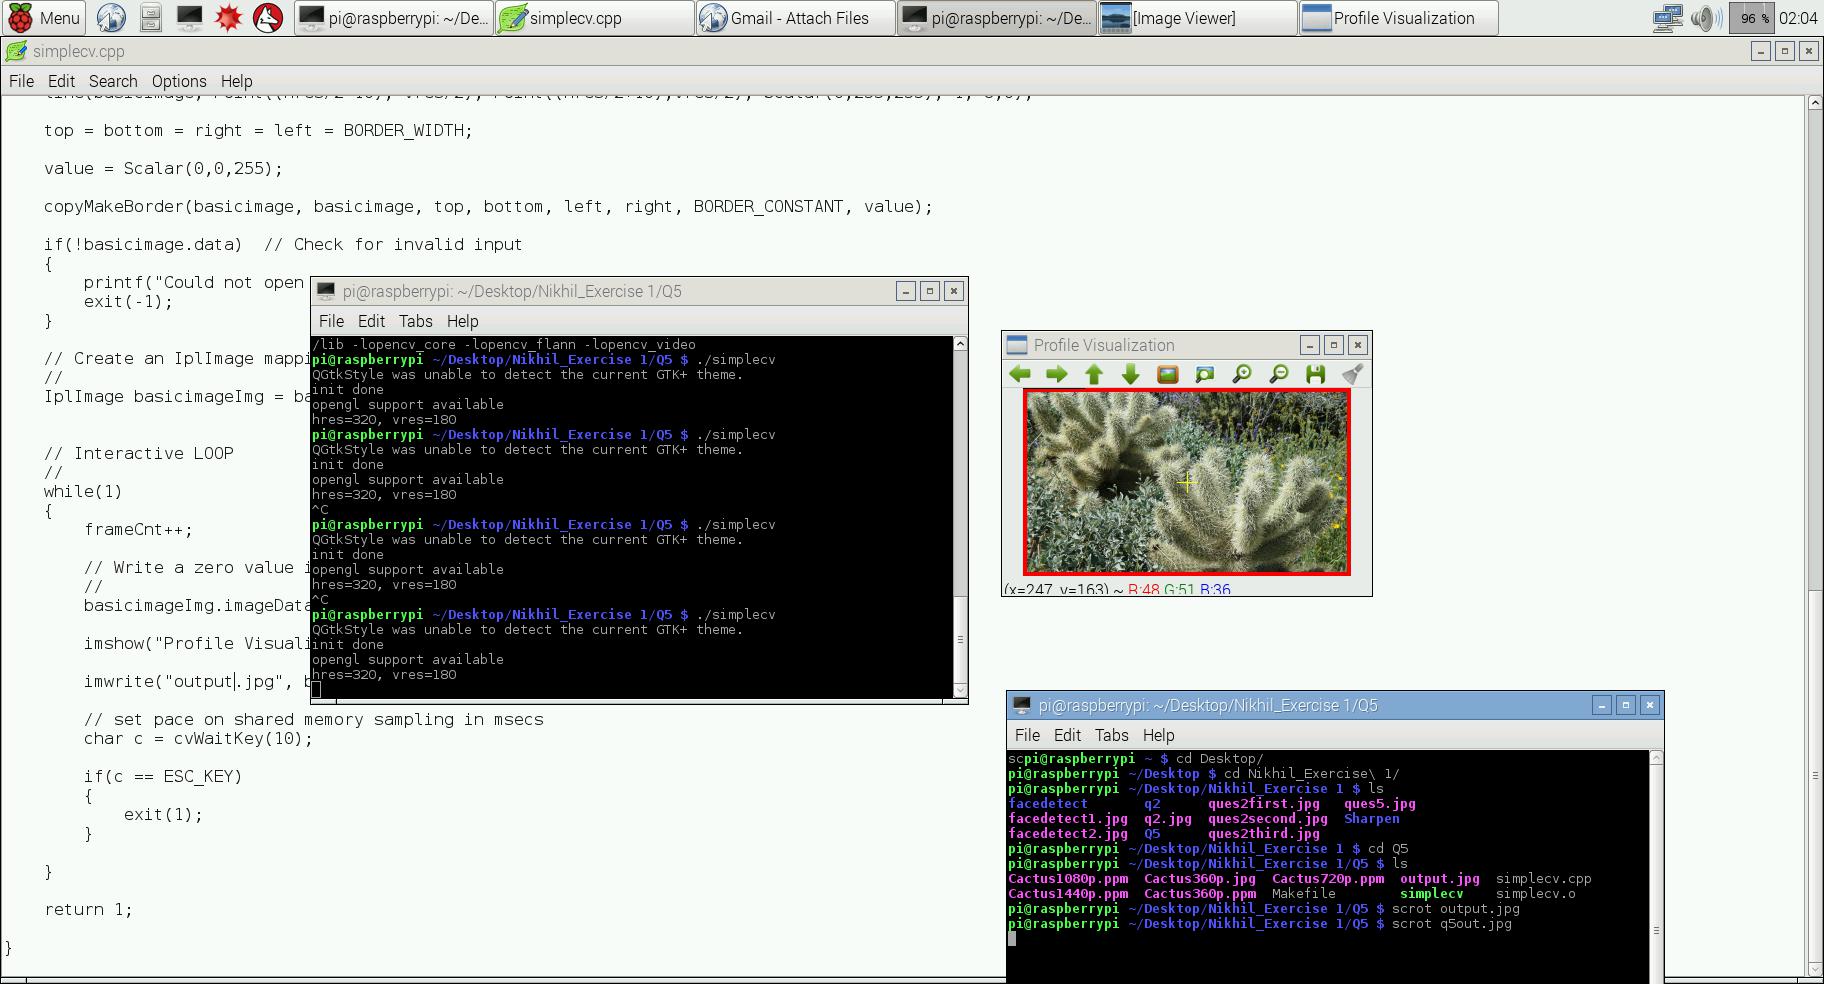 Menu pi@raspberrypi: ~/De... simplecv.cpp Gmail - Attach Files pi@raspberrypi: ~/De... [Image Viewer] Profile Visualization 96 % 02:04
simplecv.cpp
File Edit Search Options Help
top = bottom = right = left = BORDER_WIDTH;
value = Scalar(0,0,255);
copyMakeBorder(basicimage, basicimage, top, bottom, left, right, BORDER_CONSTANT, value);
if(!basicimage.data)  // Check for invalid input
{
printf("Could not open
exit(-1);
}
// Create an IplImage mappi
//
IplImage basicimageImg = ba
// Interactive LOOP
//
while(1)
{
frameCnt++;
// Write a zero value i
//
basicimageImg.imageData
imshow("Profile Visuali
imwrite("output.jpg", b
// set pace on shared memory sampling in msecs
char c = cvWaitKey(10);
if(c == ESC_KEY)
{
exit(1);
}
}
return 1;
}
pi@raspberrypi: ~/Desktop/Nikhil_Exercise 1/Q5
File Edit Tabs Help
/lib -lopencv_core -lopencv_flann -lopencv_video
pi@raspberrypi ~/Desktop/Nikhil_Exercise 1/Q5 $ ./simplecv
QGtkStyle was unable to detect the current GTK+ theme.
init done
opengl support available
hres=320, vres=180
pi@raspberrypi ~/Desktop/Nikhil_Exercise 1/Q5 $ ./simplecv
QGtkStyle was unable to detect the current GTK+ theme.
init done
opengl support available
hres=320, vres=180
^C
pi@raspberrypi ~/Desktop/Nikhil_Exercise 1/Q5 $ ./simplecv
QGtkStyle was unable to detect the current GTK+ theme.
init done
opengl support available
hres=320, vres=180
^C
pi@raspberrypi ~/Desktop/Nikhil_Exercise 1/Q5 $ ./simplecv
QGtkStyle was unable to detect the current GTK+ theme.
init done
opengl support available
hres=320, vres=180
Profile Visualization
(x=247, y=163) ~ R:48 G:51 B:36
pi@raspberrypi: ~/Desktop/Nikhil_Exercise 1/Q5
File Edit Tabs Help
scpi@raspberrypi ~ $ cd Desktop/
pi@raspberrypi ~/Desktop $ cd Nikhil_Exercise\ 1/
pi@raspberrypi ~/Desktop/Nikhil_Exercise 1 $ ls
facedetect q2 ques2first.jpg ques5.jpg
facedetect1.jpg q2.jpg ques2second.jpg Sharpen
facedetect2.jpg Q5 ques2third.jpg
pi@raspberrypi ~/Desktop/Nikhil_Exercise 1 $ cd Q5
pi@raspberrypi ~/Desktop/Nikhil_Exercise 1/Q5 $ ls
Cactus1080p.ppm Cactus360p.jpg Cactus720p.ppm output.jpg simplecv.cpp
Cactus1440p.ppm Cactus360p.ppm Makefile simplecv simplecv.o
pi@raspberrypi ~/Desktop/Nikhil_Exercise 1/Q5 $ scrot output.jpg
pi@raspberrypi ~/Desktop/Nikhil_Exercise 1/Q5 $ scrot q5out.jpg